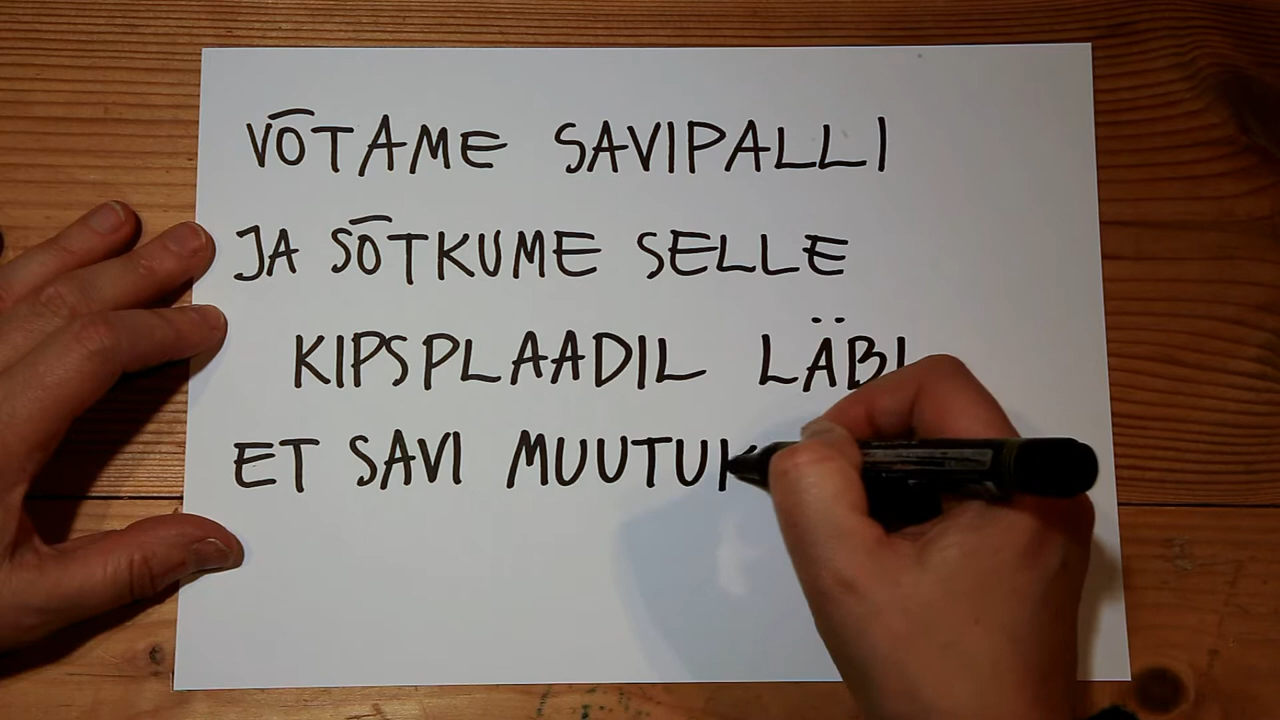 VÕTAME SAVIPALLI
JA SÕTKUME SELLE
KIPSPLAADIL LÄBI
ET SAVI MUUTUK